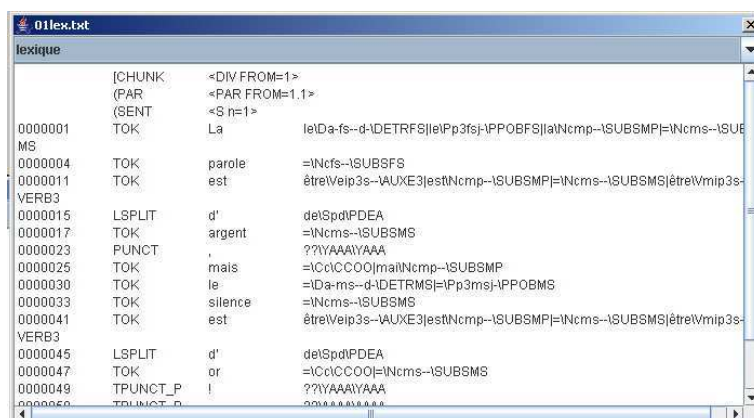 01lex.txt
lexique
[CHUNK <DIV FROM=1>
(PAR <PAR FROM=1.1>
(SENT <S n=1>
0000001 TOK La le\Da-fs--d-\DETRFS|le\Pp3fsj-\PPOBFS|la\Ncmp--\SUBSMP|=\Ncms--\SUB
MS
0000004 TOK parole =\Ncfs--\SUBSFS
0000011 TOK est être\Veip3s--\AUXE3|est\Ncmp--\SUBSMP|=\Ncms--\SUBSMS|être\Vmip3s-
VERB3
0000015 LSPLIT d' de\Spd\PDEA
0000017 TOK argent =\Ncms--\SUBSMS
0000023 PUNCT , ??\YAAA\YAAA
0000025 TOK mais =\Cc\CCOO|mai\Ncmp--\SUBSMP
0000030 TOK le =\Da-ms--d-\DETRMS|=\Pp3msj-\PPOBMS
0000033 TOK silence =\Ncms--\SUBSMS
0000041 TOK est être\Veip3s--\AUXE3|est\Ncmp--\SUBSMP|=\Ncms--\SUBSMS|être\Vmip3s-
VERB3
0000045 LSPLIT d' de\Spd\PDEA
0000047 TOK or =\Cc\CCOO|=\Ncms--\SUBSMS
0000049 TPUNCT_P ! ??\YAAA\YAAA